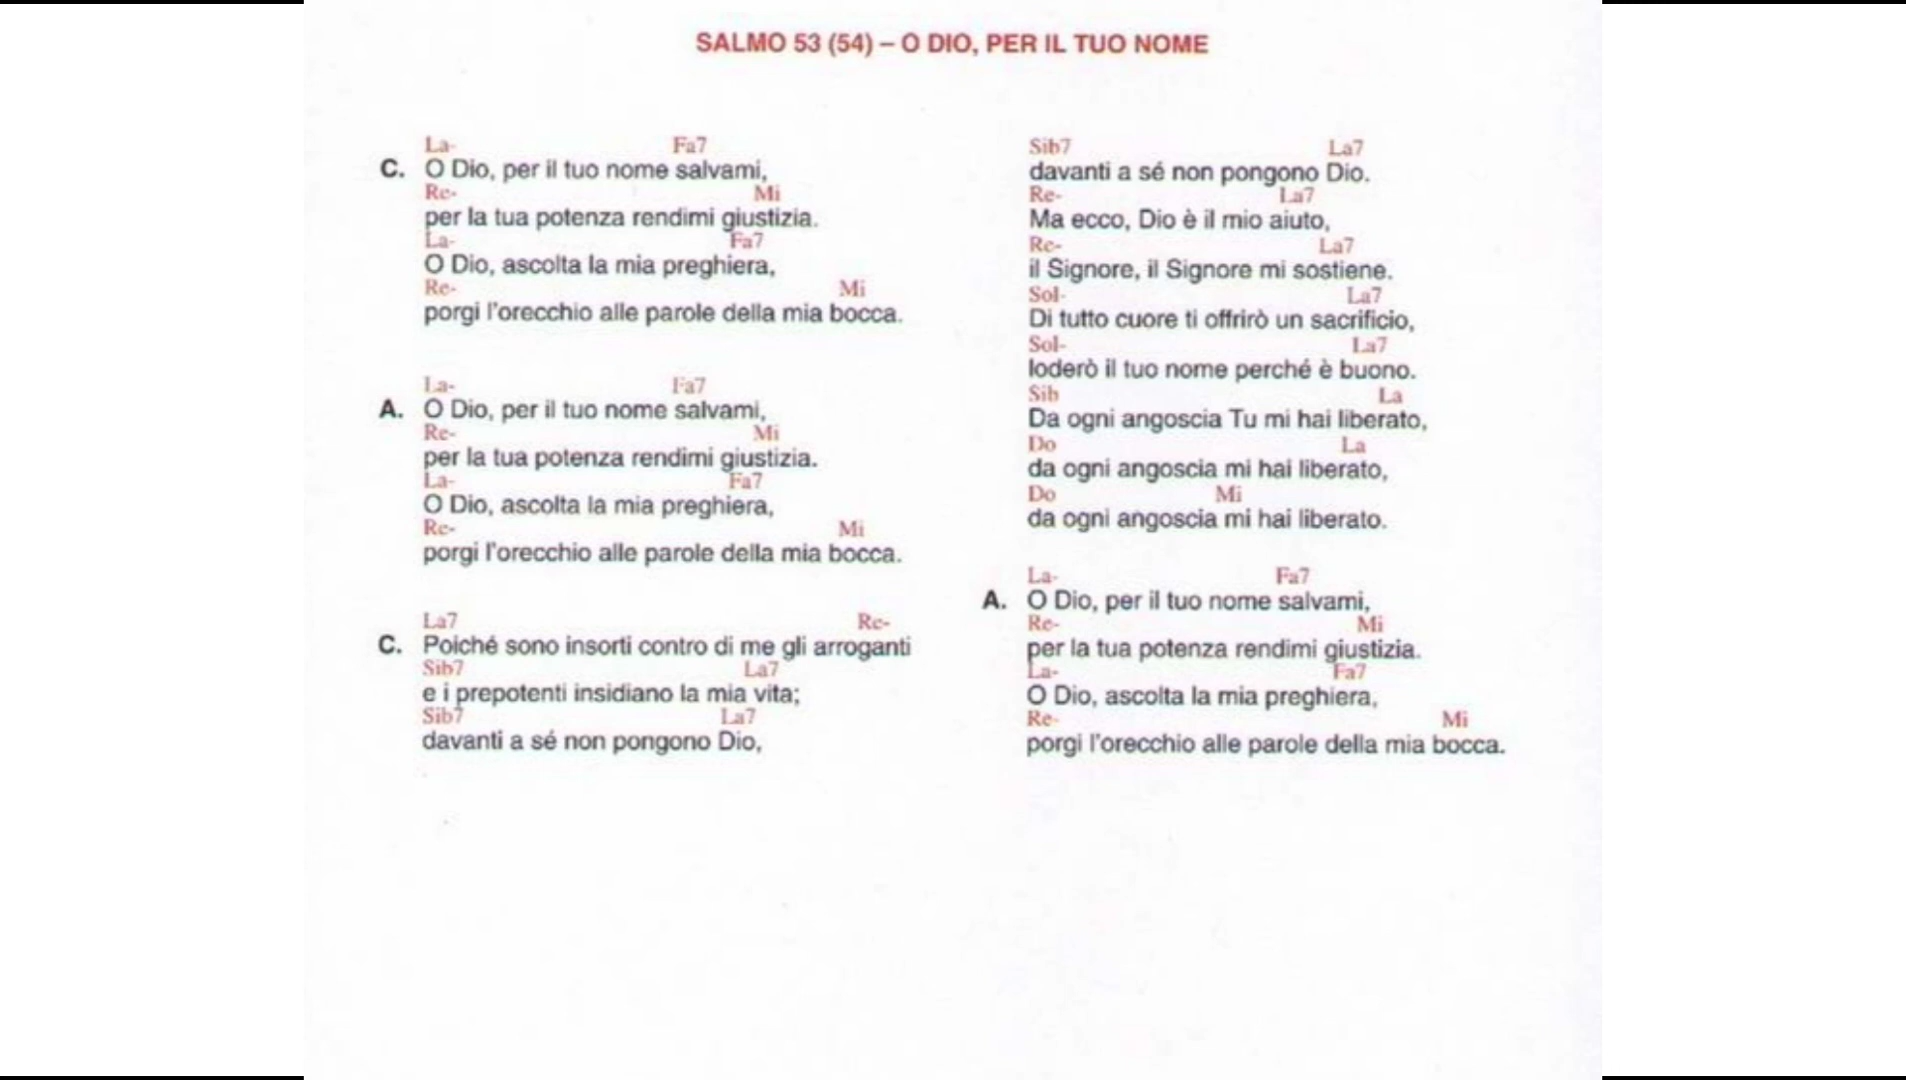 SALMO 53 (54) – O DIO, PER IL TUO NOME
La- Fa7
C. O Dio, per il tuo nome salvami,
Re- Mi
per la tua potenza rendimi giustizia.
La- Fa7
O Dio, ascolta la mia preghiera,
Re- Mi
porgi l'orecchio alle parole della mia bocca.
La- Fa7
A. O Dio, per il tuo nome salvami,
Re- Mi
per la tua potenza rendimi giustizia.
La- Fa7
O Dio, ascolta la mia preghiera,
Re- Mi
porgi l'orecchio alle parole della mia bocca.
La7 Re-
C. Poiché sono insorti contro di me gli arroganti
Sib7 La7
e i prepotenti insidiano la mia vita;
Sib7 La7
davanti a sé non pongono Dio,
Sib7 La7
davanti a sé non pongono Dio.
Re- La7
Ma ecco, Dio è il mio aiuto,
Re- La7
il Signore, il Signore mi sostiene.
Sol- La7
Di tutto cuore ti offrirò un sacrificio,
Sol- La7
loderò il tuo nome perché è buono.
Sib La
Da ogni angoscia Tu mi hai liberato,
Do La
da ogni angoscia mi hai liberato,
Do Mi
da ogni angoscia mi hai liberato.
La- Fa7
A. O Dio, per il tuo nome salvami,
Re- Mi
per la tua potenza rendimi giustizia.
La- Fa7
O Dio, ascolta la mia preghiera,
Re- Mi
porgi l'orecchio alle parole della mia bocca.